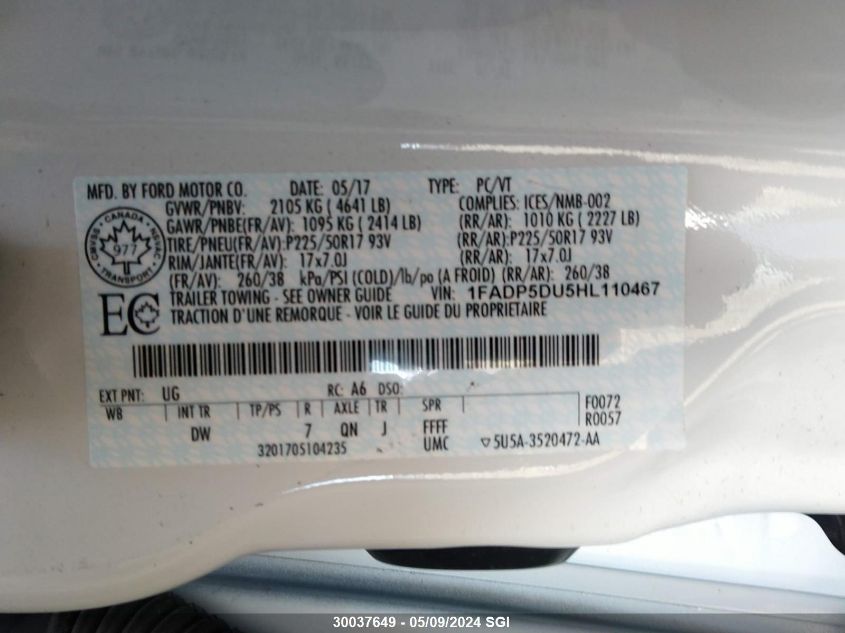 MFD. BY FORD MOTOR CO. DATE: 05/17 TYPE: PC/VT
GVWR/PNBV: 2105 KG ( 4641 LB) COMPLIES: ICES/NMB-002
GAWR/PNBE(FR/AV): 1095 KG ( 2414 LB) (RR/AR): 1010 KG ( 2227 LB)
TIRE/PNEU(FR/AV):P225/50R17 93V (RR/AR):P225/50R17 93V
RIM/JANTE(FR/AV): 17x7.0J (RR/AR): 17x7.0J
(FR/AV): 260/38 kPa/PSI (COLD)/lb/po (A FROID) (RR/AR): 260/38
TRAILER TOWING - SEE OWNER GUIDE VIN: 1FADP5DU5HL110467
TRACTION D'UNE REMORQUE - VOIR LE GUIDE DU PROPRIETAIRE
CANADA
CMVSS
NSVAC
977
TRANSPORT
EC
EXT PNT: UG RC: A6 DSO:
WB INT TR TP/PS R AXLE TR SPR F0072
DW 7 QN J FFFF R0057
3201705104235 UMC ▽5U5A-3520472-AA
30037649 - 05/09/2024 SGI